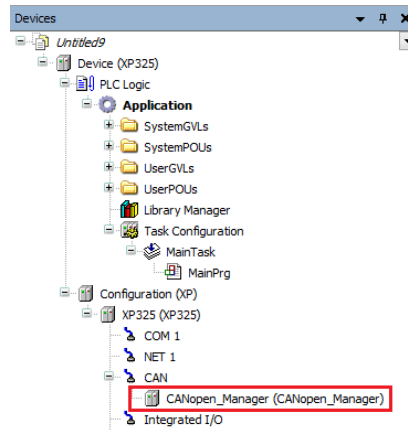 Devices
Untitled9
Device (XP325)
PLC Logic
Application
SystemGVLs
SystemPOUs
UserGVLs
UserPOUs
Library Manager
Task Configuration
MainTask
MainPrg
Configuration (XP)
XP325 (XP325)
COM 1
NET 1
CAN
CANopen_Manager (CANopen_Manager)
Integrated I/O